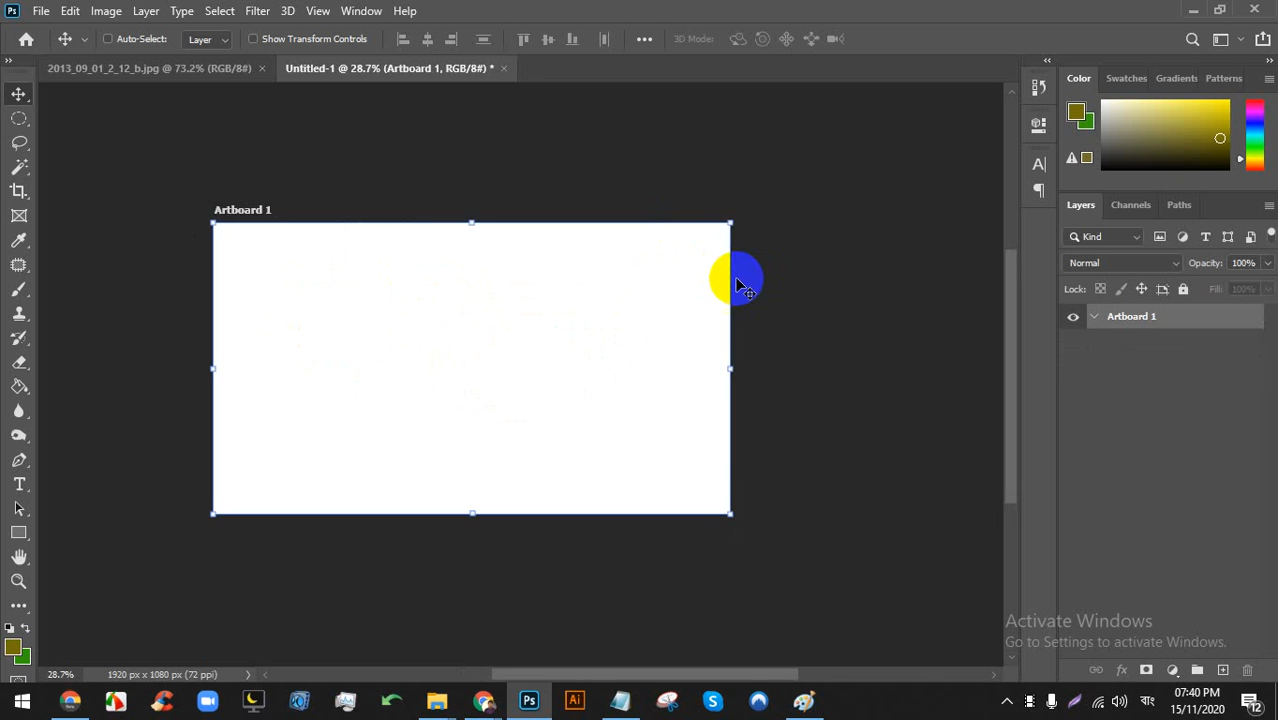 Ps File Edit Image Layer Type Select Filter 3D View Window Help
Auto-Select: Layer Show Transform Controls 3D Mode:
2013_09_01_2_12_b.jpg @ 73.2% (RGB/8#) × Untitled-1 @ 28.7% (Artboard 1, RGB/8#) * ×
Color Swatches Gradients Patterns
Artboard 1
Layers Channels Paths
Kind
Normal Opacity: 100%
Lock: Fill: 100%
Artboard 1
Activate Windows
Go to Settings to activate Windows.
28.7% 1920 px x 1080 px (72 ppi)
Ps Ai
বাং
07:40 PM
15/11/2020
12